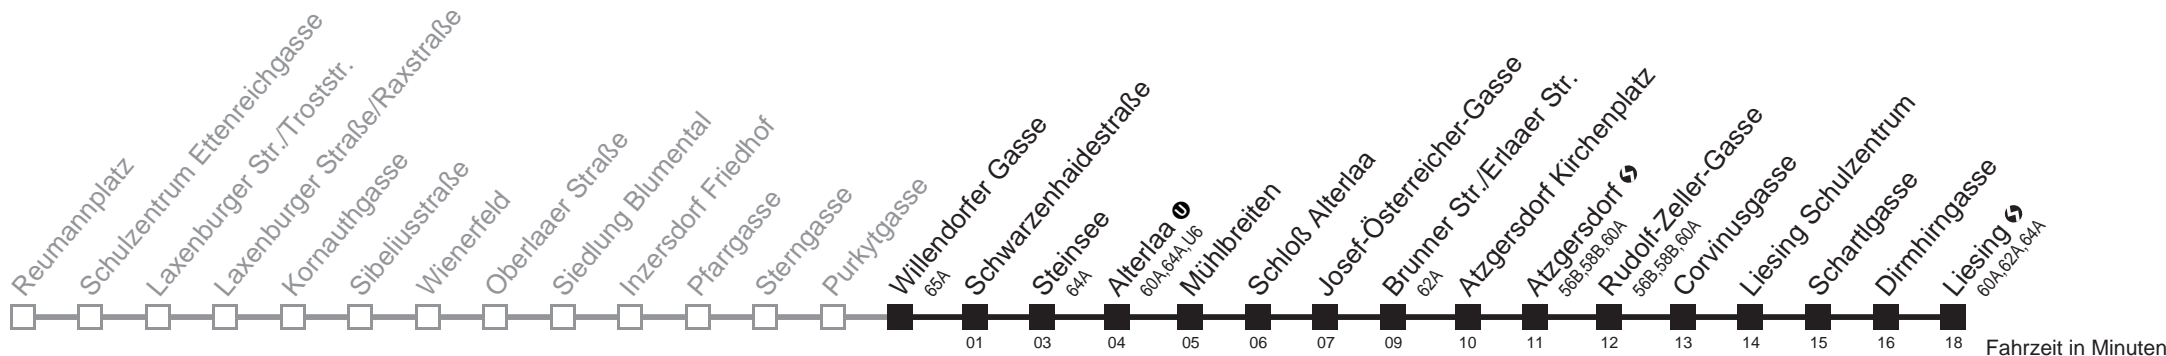 Reumannplatz
Schulzentrum Ettenreichgasse
Laxenburger Str./Troststr.
Laxenburger Straße/Raxstraße
Kornauthgasse
Sibeliusstraße
Wienerfeld
Oberlaaer Straße
Siedlung Blumental
Inzersdorf Friedhof
Pfarrgasse
Sterngasse
Purkytgasse
Willendorfer Gasse
65A
Schwarzenhaidestraße
Steinsee
64A
Alterlaa U
60A,64A,U6
Mühlbreiten
Schloß Alterlaa
Josef-Österreicher-Gasse
Brunner Str./Erlaaer Str.
62A
Atzgersdorf Kirchenplatz
Atzgersdorf
56B,58B,60A
Rudolf-Zeller-Gasse
56B,58B,60A
Corvinusgasse
Liesing Schulzentrum
Schartlgasse
Dirmhirngasse
Liesing
60A,62A,64A
01 03 04 05 06 07 09 10 11 12 13 14 15 16 18
Fahrzeit in Minuten